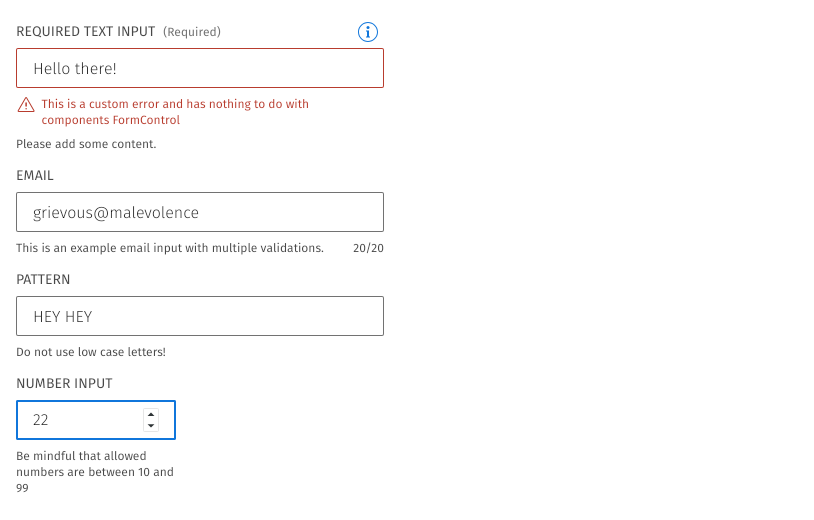 REQUIRED TEXT INPUT (Required)
Hello there!
This is a custom error and has nothing to do with
components FormControl
Please add some content.
EMAIL
grievous@malevolence
This is an example email input with multiple validations. 20/20
PATTERN
HEY HEY
Do not use low case letters!
NUMBER INPUT
22
Be mindful that allowed
numbers are between 10 and
99